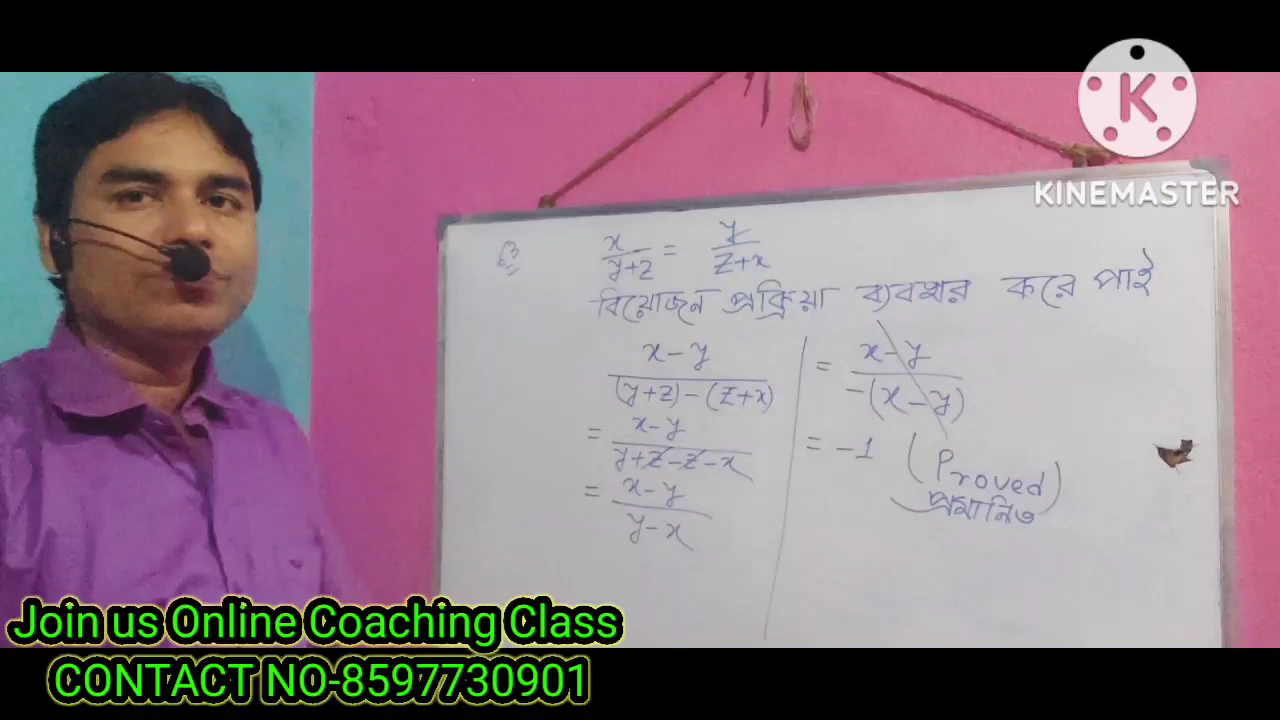 KINEMASTER
x/(y+z) = y/(z+x)
বিয়োজন প্রক্রিয়া ব্যবহার করে পাই
(x-y)/((y+z)-(z+x))
= (x-y)/(y+z-z-x)
= (x-y)/(y-x)
= (x-y)/(-(x-y))
= -1 (Proved)
প্রমানিত
Join us Online Coaching Class
CONTACT NO-8597730901